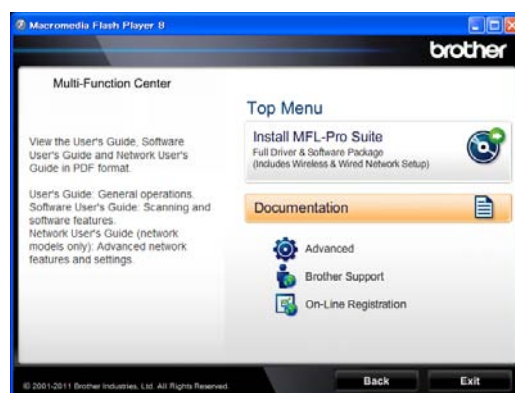 Macromedia Flash Player 8
brother
Multi-Function Center
View the User's Guide, Software
User's Guide and Network User's
Guide in PDF format.
User's Guide: General operations.
Software User's Guide: Scanning and
software features.
Network User's Guide (network
models only): Advanced network
features and settings.
Top Menu
Install MFL-Pro Suite
Full Driver & Software Package
(Includes Wireless & Wired Network Setup)
Documentation
Advanced
Brother Support
On-Line Registration
© 2001-2011 Brother Industries, Ltd. All Rights Reserved.
Back
Exit